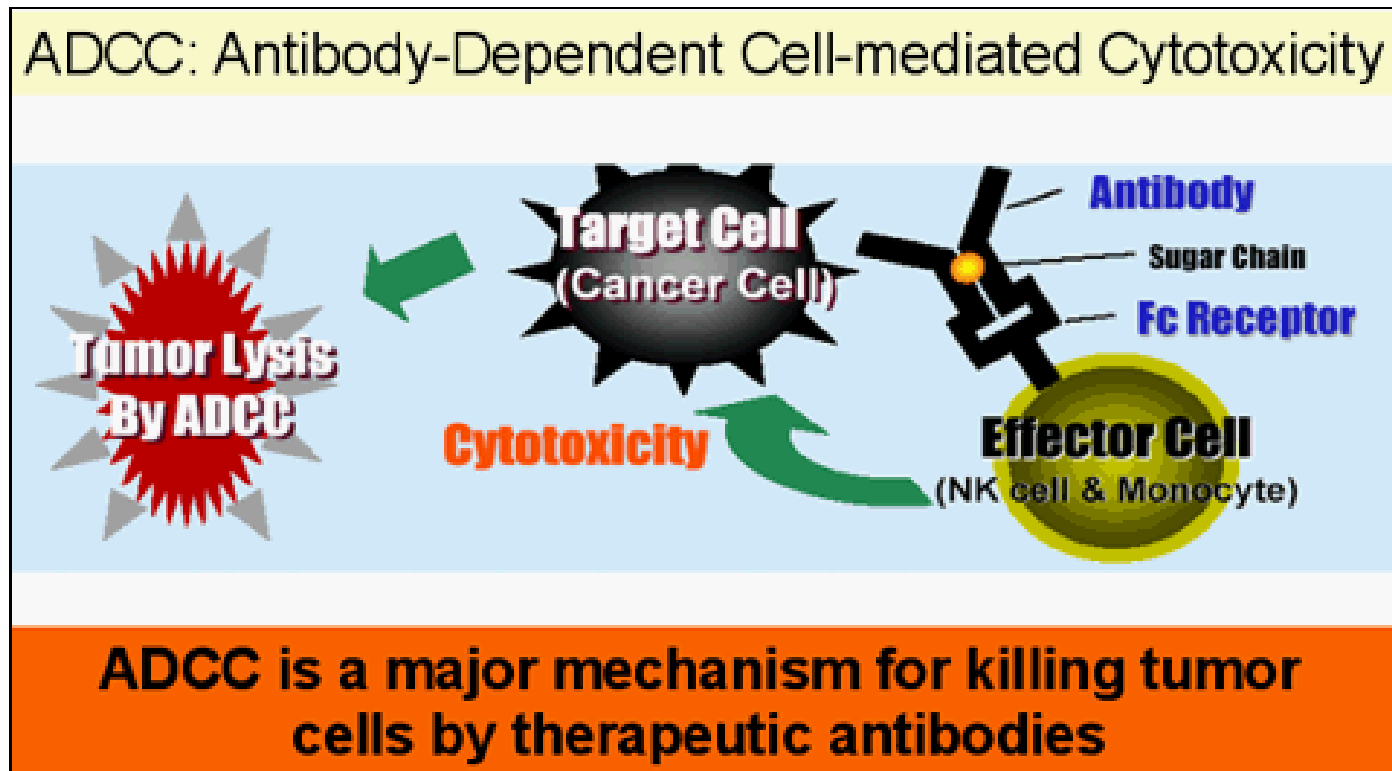 ADCC: Antibody-Dependent Cell-mediated Cytotoxicity
Target Cell
(Cancer Cell)
Antibody
Sugar Chain
Fc Receptor
Tumor Lysis
By ADCC
Cytotoxicity
Effector Cell
(NK cell & Monocyte)
ADCC is a major mechanism for killing tumor
cells by therapeutic antibodies